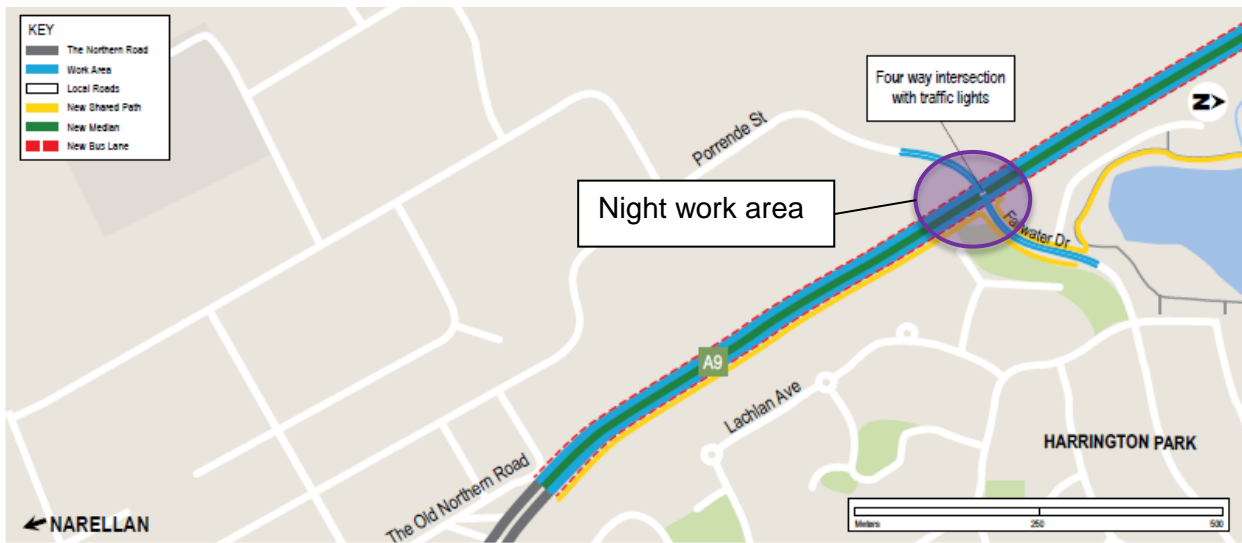 KEY
The Northern Road
Work Area
Local Roads
New Shared Path
New Median
New Bus Lane
Four way intersection
with traffic lights
N
Porrende St
Night work area
Fairwater Dr
A9
Lachlan Ave
HARRINGTON PARK
The Old Northern Road
NARELLAN
Meters
250
500